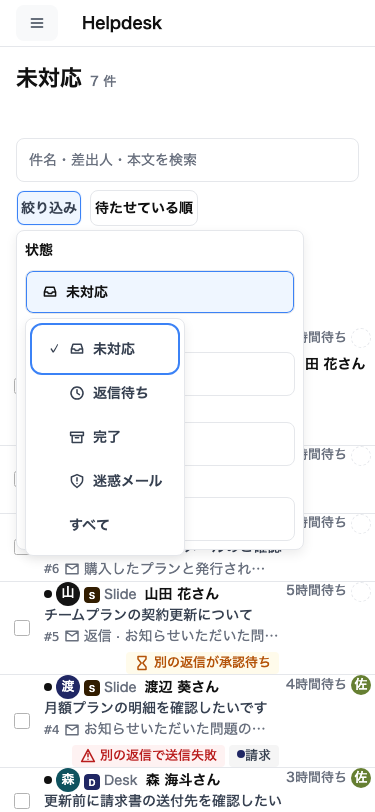 Helpdesk
未対応 7 件
件名・差出人・本文を検索
絞り込み 待たせている順
状態
未対応
時間待ち
✓ 未対応
田 花さん
返信待ち
完了
時間待ち
迷惑メール
時間待ち
すべて
#6 購入したプランと発行され…
山 S Slide 山田 花さん 5時間待ち
チームプランの契約更新について
#5 返信 · お知らせいただいた問…
別の返信が承認待ち
渡 S Slide 渡辺 葵さん 4時間待ち 佐
月額プランの明細を確認したいです
#4 お知らせいただいた問題の…
別の返信で送信失敗 請求
森 D Desk 森 海斗さん 3時間待ち 佐
更新前に請求書の送付先を確認したい